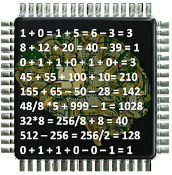 1 + 0 = 1 + 5 = 6 – 3 = 3
8 + 12 + 20 = 40 – 39 = 1
0 + 1 + 1 +0 + 1 + 0+ = 3
45 + 55 – 100 + 10= 210
155 + 65 – 50 – 28 = 142
48/8 *5 + 999 – 1 = 1028
32*8 = 256/8 + 8 = 40
512 – 256 = 256/2 = 128
0 + 1 + 1 + 0 – 0 – 1 = 1